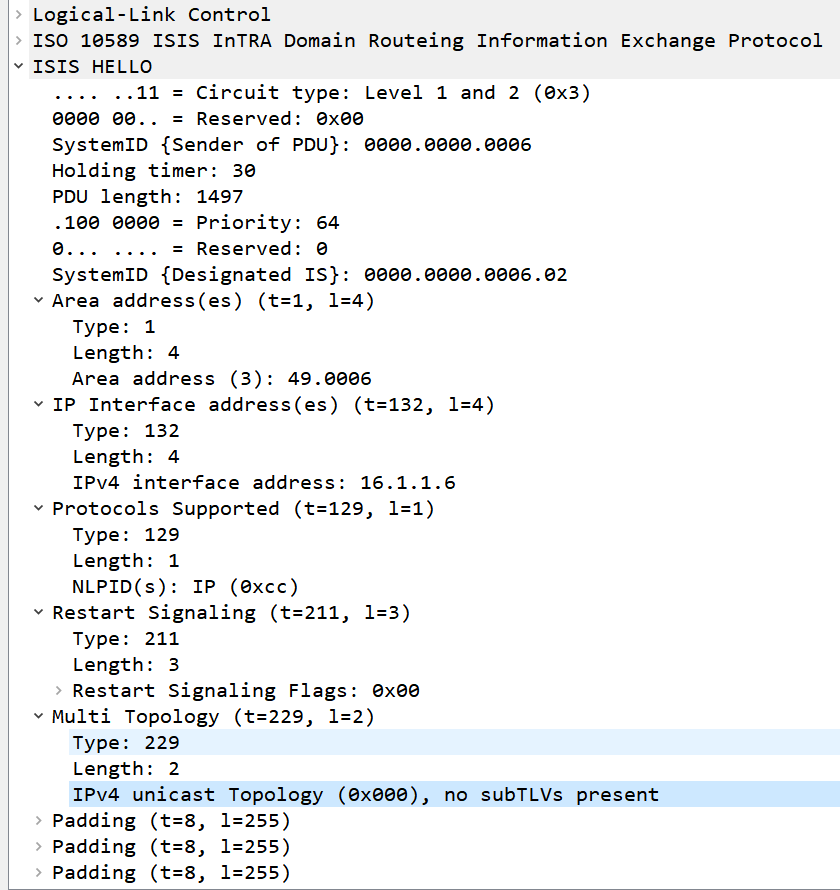 Logical-Link Control
ISO 10589 ISIS InTRA Domain Routeing Information Exchange Protocol
ISIS HELLO
.... ..11 = Circuit type: Level 1 and 2 (0x3)
0000 00.. = Reserved: 0x00
SystemID {Sender of PDU}: 0000.0000.0006
Holding timer: 30
PDU length: 1497
.100 0000 = Priority: 64
0... .... = Reserved: 0
SystemID {Designated IS}: 0000.0000.0006.02
Area address(es) (t=1, l=4)
Type: 1
Length: 4
Area address (3): 49.0006
IP Interface address(es) (t=132, l=4)
Type: 132
Length: 4
IPv4 interface address: 16.1.1.6
Protocols Supported (t=129, l=1)
Type: 129
Length: 1
NLPID(s): IP (0xcc)
Restart Signaling (t=211, l=3)
Type: 211
Length: 3
Restart Signaling Flags: 0x00
Multi Topology (t=229, l=2)
Type: 229
Length: 2
IPv4 unicast Topology (0x000), no subTLVs present
Padding (t=8, l=255)
Padding (t=8, l=255)
Padding (t=8, l=255)